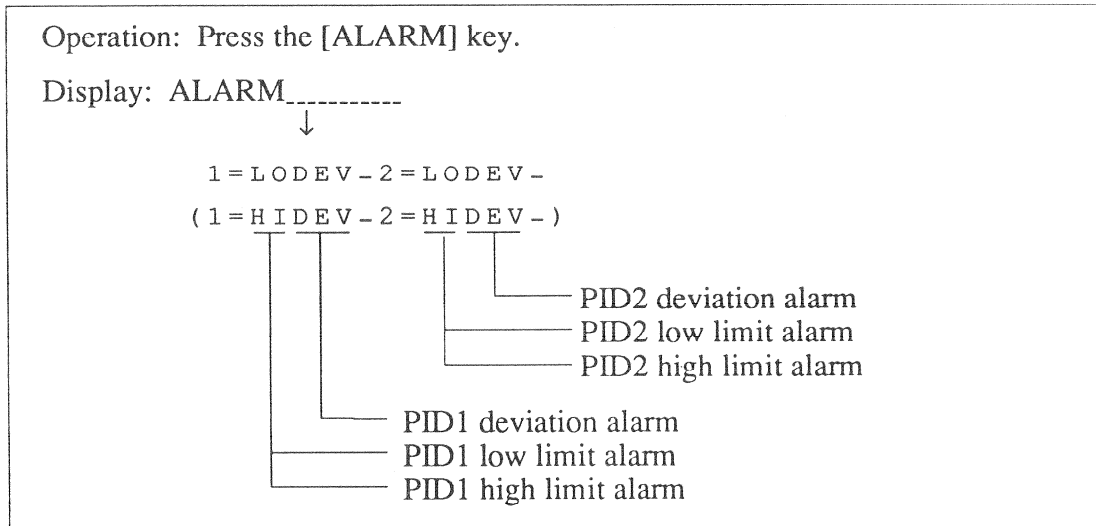 Operation: Press the [ALARM] key.
Display: ALARM___________
↓
1=LODEV-2=LODEV-
(1=HIDEV-2=HIDEV-)
PID2 deviation alarm
PID2 low limit alarm
PID2 high limit alarm
PID1 deviation alarm
PID1 low limit alarm
PID1 high limit alarm